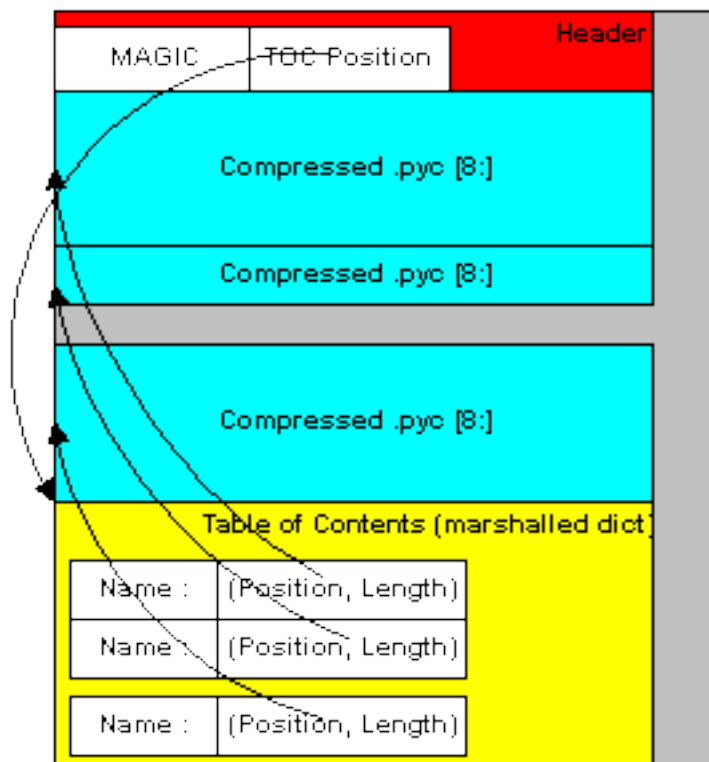 Header
MAGIC TOC Position
Compressed .pyc [8:]
Compressed .pyc [8:]
Compressed .pyc [8:]
Table of Contents (marshalled dict)
Name : (Position, Length)
Name : (Position, Length)
Name : (Position, Length)